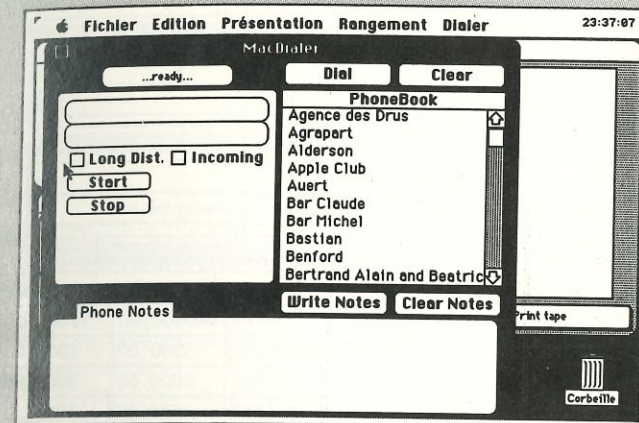 Fichier Edition Présentation Rangement Dialer 23:37:07
MacDialer
...ready...
Dial Clear
PhoneBook
Agence des Drus
Agrapart
Alderson
Apple Club
Auert
Bar Claude
Bar Michel
Bastian
Benford
Bertrand Alain and Beatric
Long Dist. Incoming
Start
Stop
Write Notes Clear Notes
Phone Notes
Print tape
Corbeille